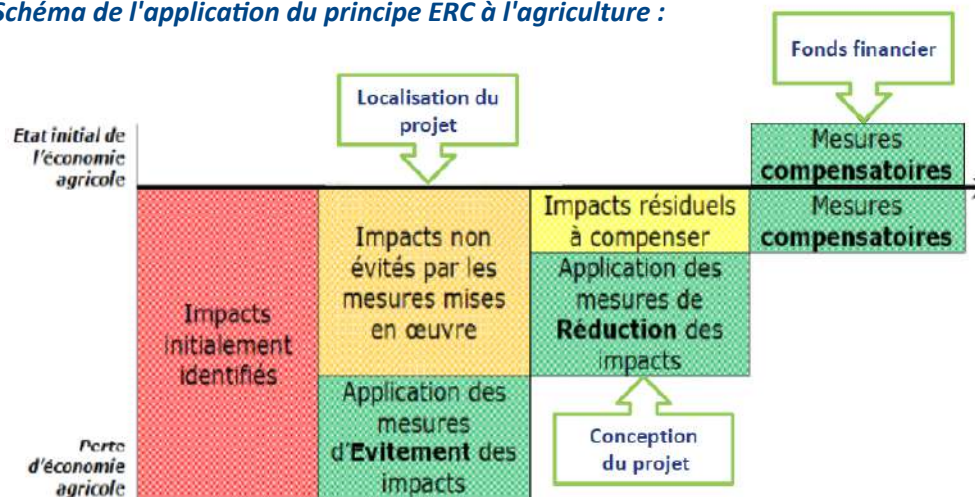 Schéma de l'application du principe ERC à l'agriculture :
Fonds financier
Localisation du
projet
Etat initial de
l'économie
agricole
Mesures
compensatoires
Impacts résiduels
à compenser
Mesures
compensatoires
Impacts non
évités par les
mesures mises
en œuvre
Application des
mesures de
Réduction des
impacts
Impacts
initialement
identifiés
Application des
mesures
d'Evitement des
impacts
Conception
du projet
Perte
d'économie
agricole